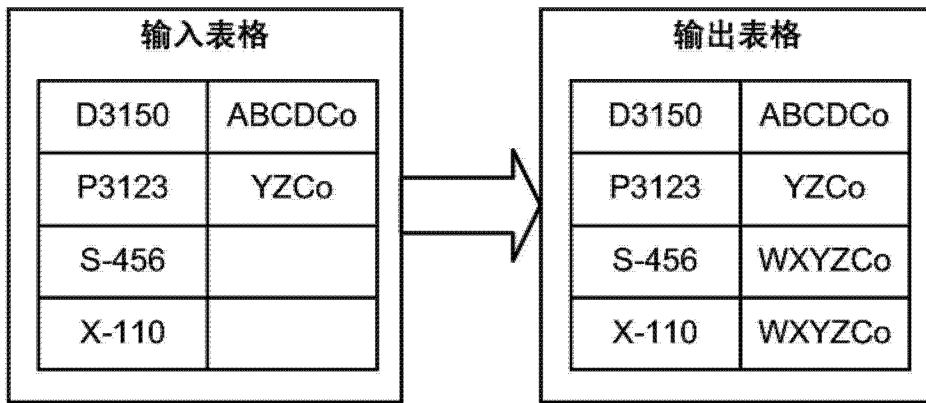 输入表格
D3150 ABCDCo
P3123 YZCo
S-456
X-110
输出表格
D3150 ABCDCo
P3123 YZCo
S-456 WXYZCo
X-110 WXYZCo